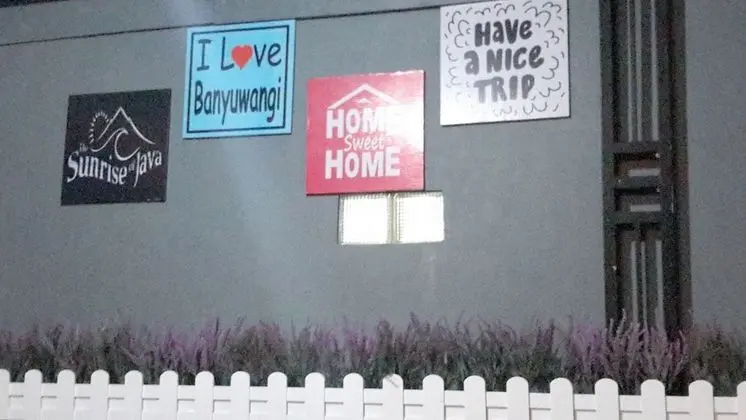 The
Sunrise of Java
I Love
Banyuwangi
HOME
Sweet
HOME
HAVE
A NICE
TRIP